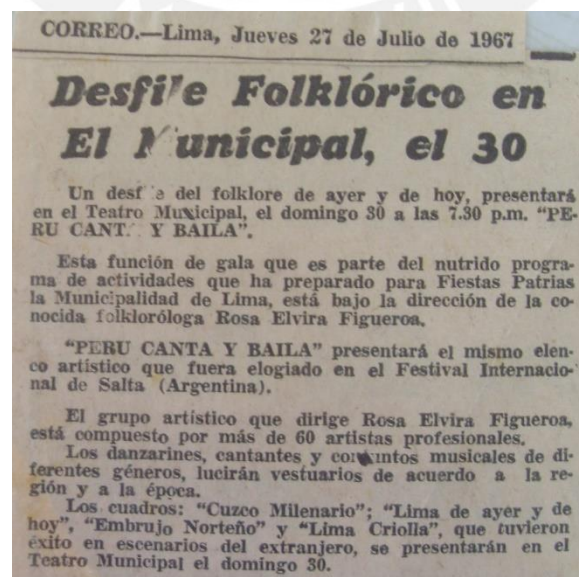 CORREO.—Lima, Jueves 27 de Julio de 1967
Desfile Folklórico en
El Municipal, el 30
Un desfile del folklore de ayer y de hoy, presentará
en el Teatro Municipal, el domingo 30 a las 7.30 p.m. “PE-
RU CANTA Y BAILA”.
Esta función de gala que es parte del nutrido progra-
ma de actividades que ha preparado para Fiestas Patrias
la Municipalidad de Lima, está bajo la dirección de la co-
nocida folkloróloga Rosa Elvira Figueroa.
“PERU CANTA Y BAILA” presentará el mismo elen-
co artístico que fuera elogiado en el Festival Internacio-
nal de Salta (Argentina).
El grupo artístico que dirige Rosa Elvira Figueroa,
está compuesto por más de 60 artistas profesionales.
Los danzarines, cantantes y conjuntos musicales de di-
ferentes géneros, lucirán vestuarios de acuerdo a la re-
gión y a la época.
Los cuadros: “Cuzco Milenario”; “Lima de ayer y de
hoy”, “Embrujo Norteño” y “Lima Criolla”, que tuvieron
éxito en escenarios del extranjero, se presentarán en el
Teatro Municipal el domingo 30.